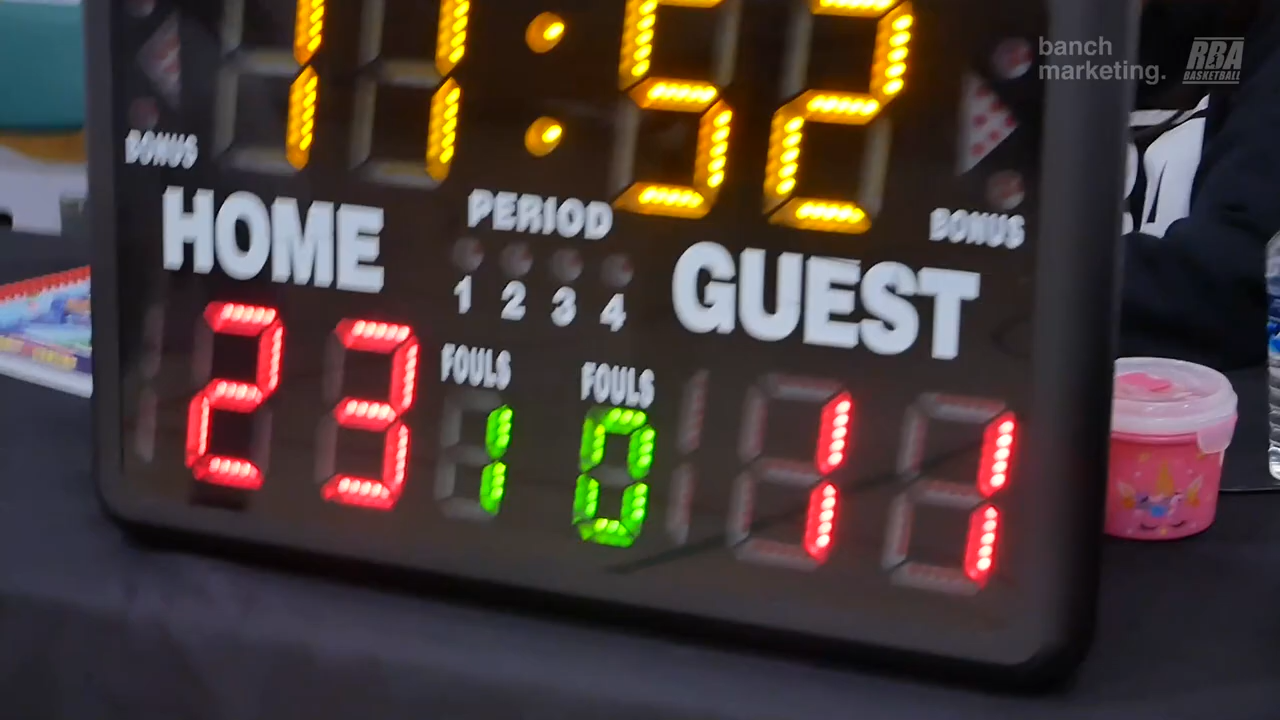 11:52
banch
marketing.
RBA
BASKETBALL
BONUS
BONUS
HOME
PERIOD
GUEST
1 2 3 4
23
FOULS
FOULS
1
0
11